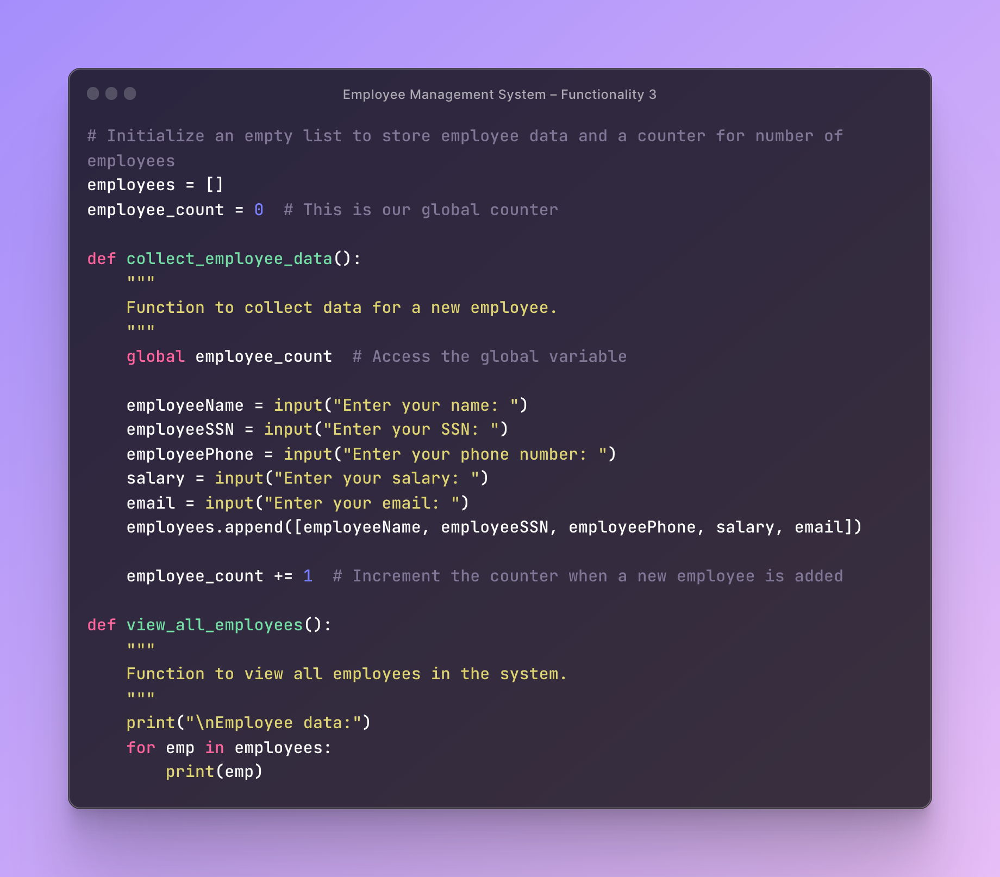 Employee Management System – Functionality 3
# Initialize an empty list to store employee data and a counter for number of
employees
employees = []
employee_count = 0  # This is our global counter

def collect_employee_data():
    """
    Function to collect data for a new employee.
    """
    global employee_count  # Access the global variable

    employeeName = input("Enter your name: ")
    employeeSSN = input("Enter your SSN: ")
    employeePhone = input("Enter your phone number: ")
    salary = input("Enter your salary: ")
    email = input("Enter your email: ")
    employees.append([employeeName, employeeSSN, employeePhone, salary, email])

    employee_count += 1  # Increment the counter when a new employee is added

def view_all_employees():
    """
    Function to view all employees in the system.
    """
    print("\nEmployee data:")
    for emp in employees:
        print(emp)